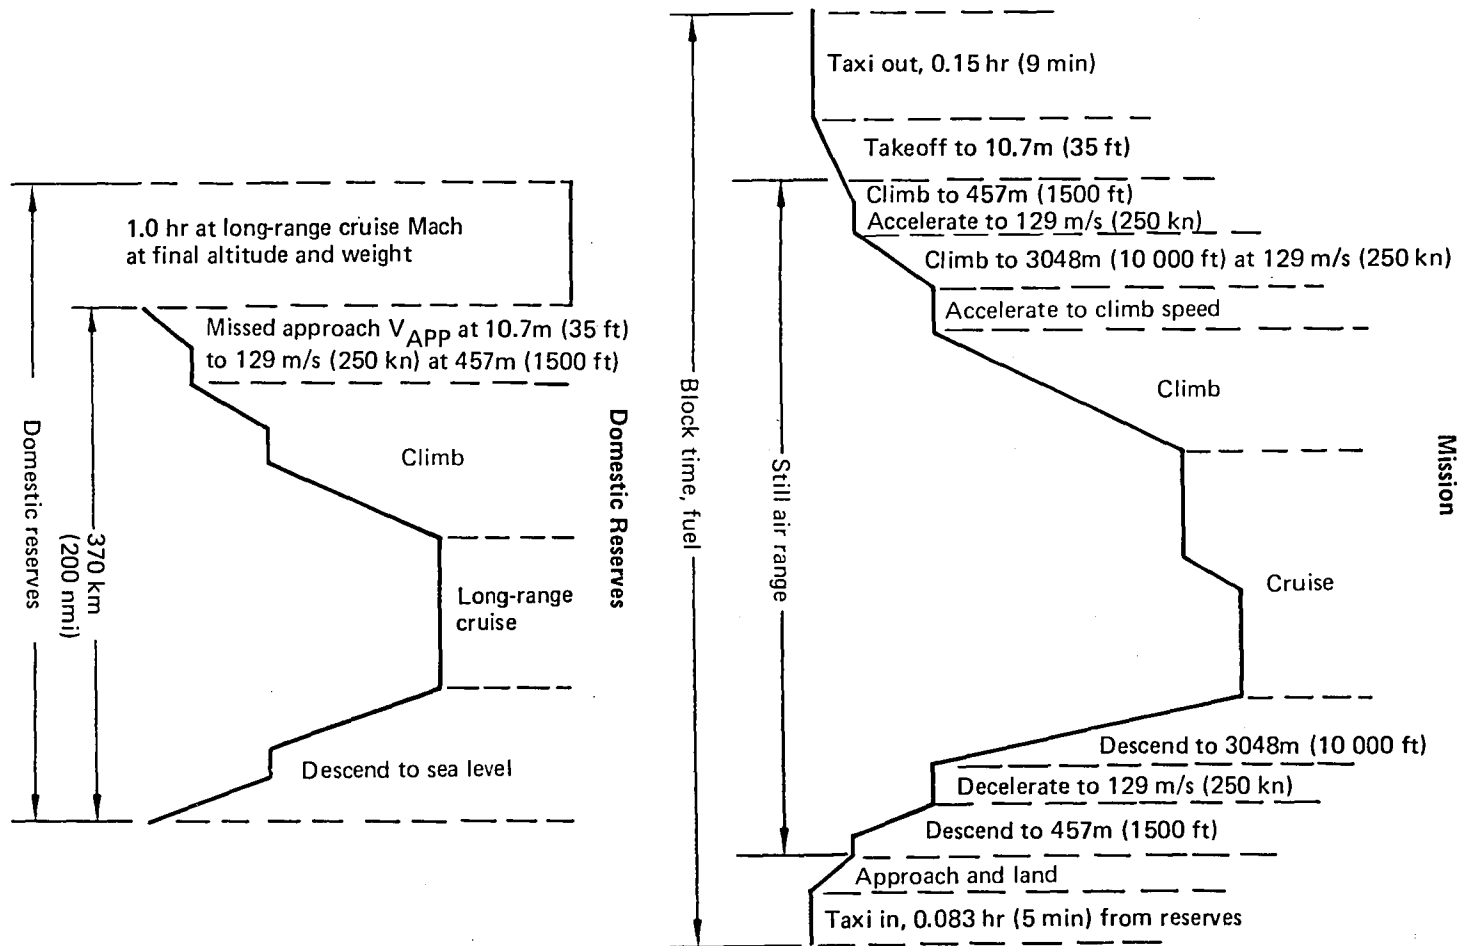 Taxi out, 0.15 hr (9 min)
Takeoff to 10.7m (35 ft)
Climb to 457m (1500 ft)
Accelerate to 129 m/s (250 kn)
Climb to 3048m (10 000 ft) at 129 m/s (250 kn)
Accelerate to climb speed
Climb
Cruise
Descend to 3048m (10 000 ft)
Decelerate to 129 m/s (250 kn)
Descend to 457m (1500 ft)
Approach and land
Taxi in, 0.083 hr (5 min) from reserves
Block time, fuel
Still air range
Mission
1.0 hr at long-range cruise Mach
at final altitude and weight
Missed approach VAPP at 10.7m (35 ft)
to 129 m/s (250 kn) at 457m (1500 ft)
Climb
Long-range
cruise
Descend to sea level
Domestic reserves
370 km
(200 nmi)
Domestic Reserves